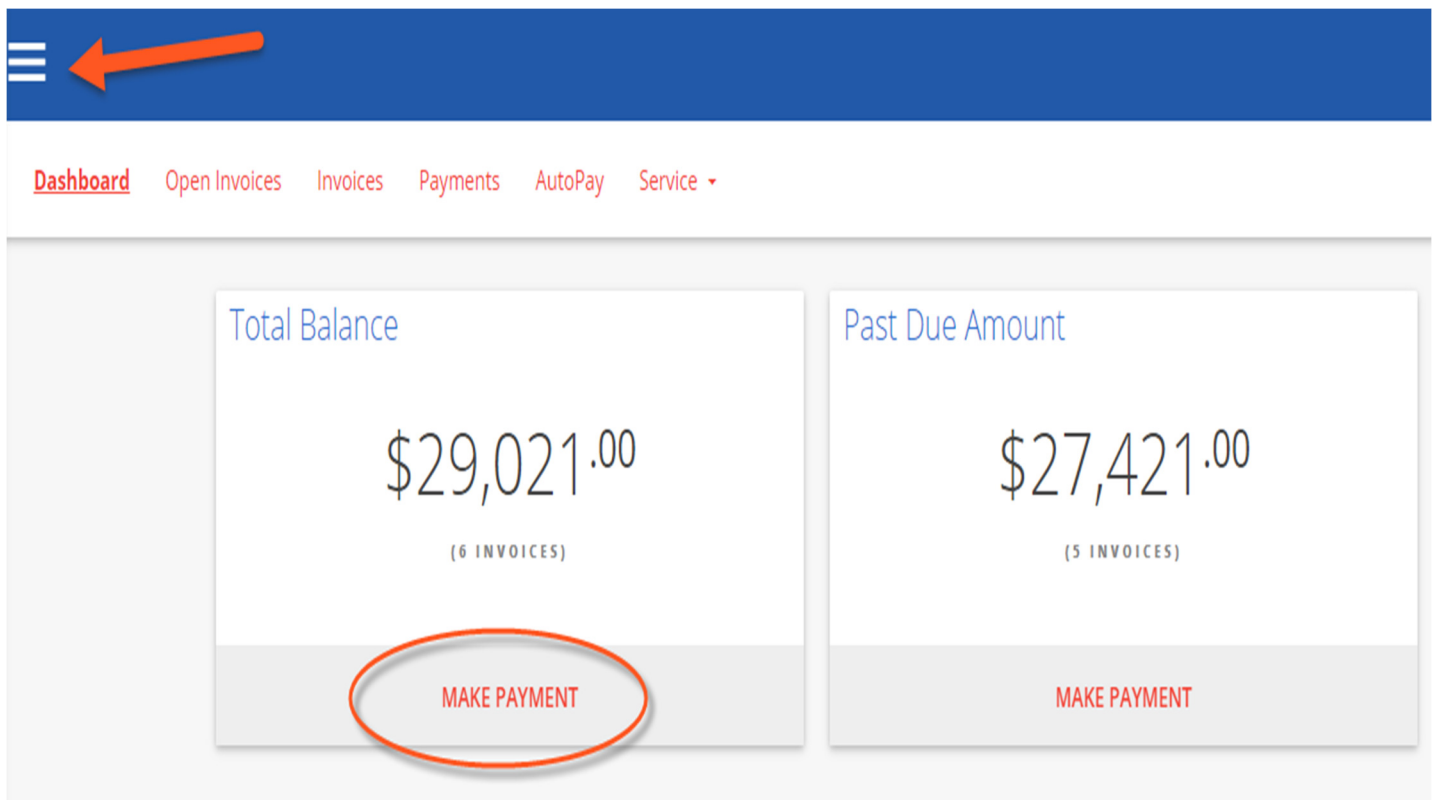 Dashboard Open Invoices Invoices Payments AutoPay Service
Total Balance
$29,021.00
(6 INVOICES)
MAKE PAYMENT
Past Due Amount
$27,421.00
(5 INVOICES)
MAKE PAYMENT